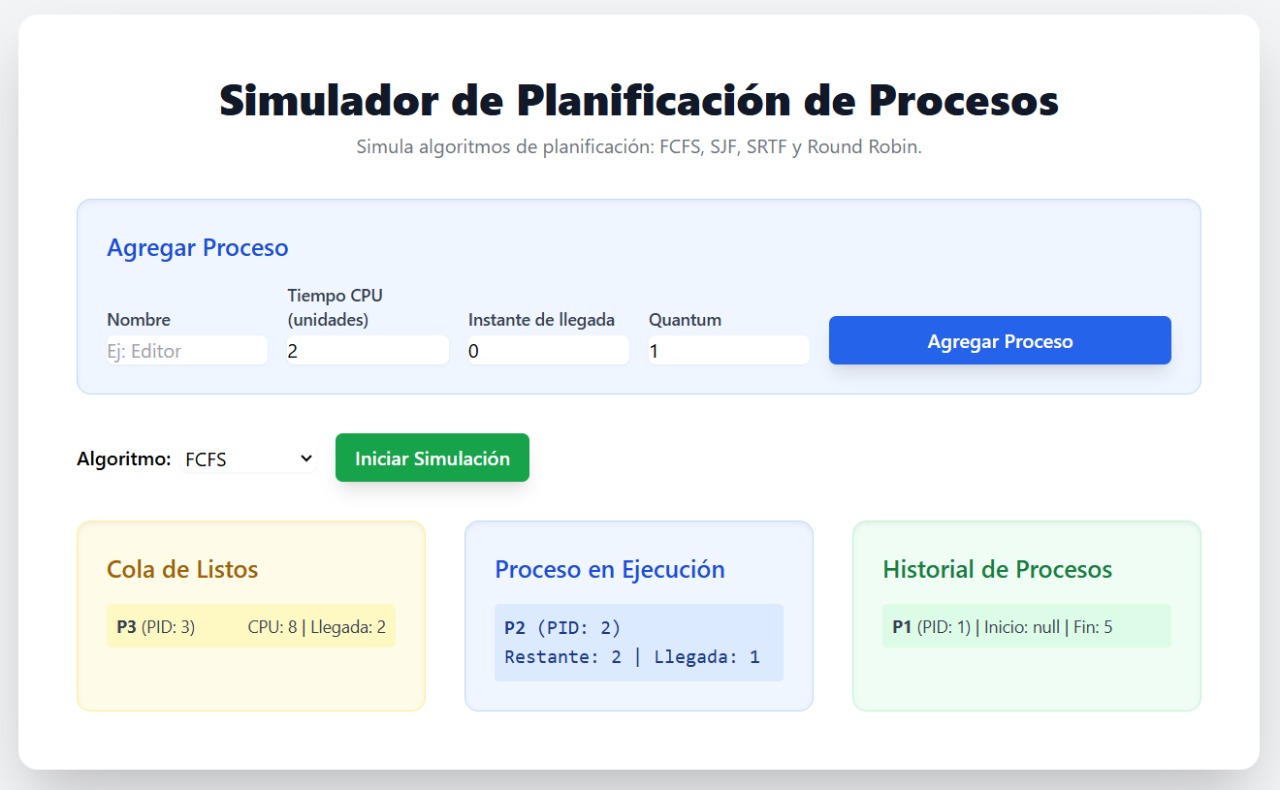 Simulador de Planificación de Procesos
Simula algoritmos de planificación: FCFS, SJF, SRTF y Round Robin.
Agregar Proceso
Nombre
Ej: Editor
Tiempo CPU
(unidades)
2
Instante de llegada
0
Quantum
1
Agregar Proceso
Algoritmo: FCFS
Iniciar Simulación
Cola de Listos
P3 (PID: 3) CPU: 8 | Llegada: 2
Proceso en Ejecución
P2 (PID: 2)
Restante: 2 | Llegada: 1
Historial de Procesos
P1 (PID: 1) | Inicio: null | Fin: 5